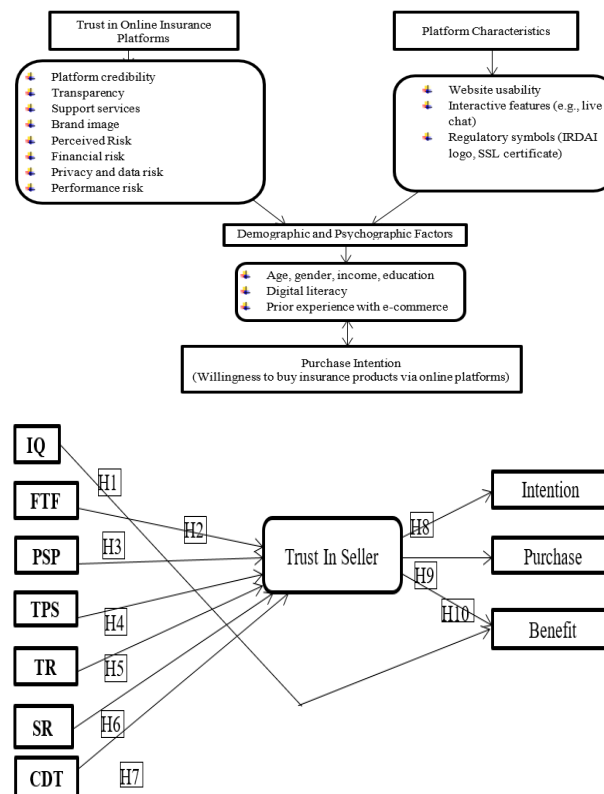 Trust in Online Insurance
Platforms
Platform credibility
Transparency
Support services
Brand image
Perceived Risk
Financial risk
Privacy and data risk
Performance risk
Platform Characteristics
Website usability
Interactive features (e.g., live
chat)
Regulatory symbols (IRDAI
logo, SSL certificate)
Demographic and Psychographic Factors
Age, gender, income, education
Digital literacy
Prior experience with e-commerce
Purchase Intention
(Willingness to buy insurance products via online platforms)
IQ
FTF
PSP
TPS
TR
SR
CDT
H1
H2
H3
H4
H5
H6
H7
Trust In Seller
H8
H9
H10
Intention
Purchase
Benefit